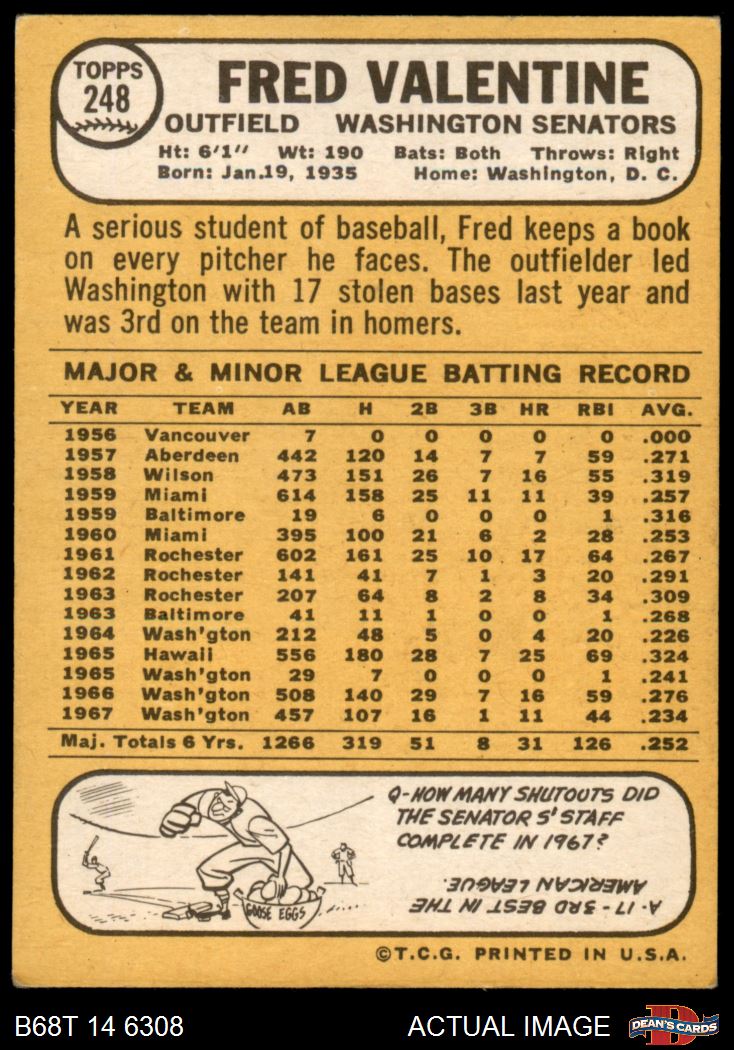 TOPPS
248
FRED VALENTINE
OUTFIELD WASHINGTON SENATORS
Ht: 6'1" Wt: 190 Bats: Both Throws: Right
Born: Jan.19, 1935 Home: Washington, D. C.
A serious student of baseball, Fred keeps a book
on every pitcher he faces. The outfielder led
Washington with 17 stolen bases last year and
was 3rd on the team in homers.
MAJOR & MINOR LEAGUE BATTING RECORD
YEAR TEAM AB H 2B 3B HR RBI AVG.
1956 Vancouver 7 0 0 0 0 0 .000
1957 Aberdeen 442 120 14 7 7 59 .271
1958 Wilson 473 151 26 7 16 55 .319
1959 Miami 614 158 25 11 11 39 .257
1959 Baltimore 19 6 0 0 0 1 .316
1960 Miami 395 100 21 6 2 28 .253
1961 Rochester 602 161 25 10 17 64 .267
1962 Rochester 141 41 7 1 3 20 .291
1963 Rochester 207 64 8 2 8 34 .309
1963 Baltimore 41 11 1 0 0 1 .268
1964 Wash'gton 212 48 5 0 4 20 .226
1965 Hawaii 556 180 28 7 25 69 .324
1965 Wash'gton 29 7 0 0 0 1 .241
1966 Wash'gton 508 140 29 7 16 59 .276
1967 Wash'gton 457 107 16 1 11 44 .234
Maj. Totals 6 Yrs. 1266 319 51 8 31 126 .252
Q-HOW MANY SHUTOUTS DID
THE SENATORS' STAFF
COMPLETE IN 1967?
A-17-3RD BEST IN THE
AMERICAN LEAGUE.
GOOSE EGGS
©T.C.G. PRINTED IN U.S.A.
B68T 14 6308 ACTUAL IMAGE
D
DEAN'S CARDS